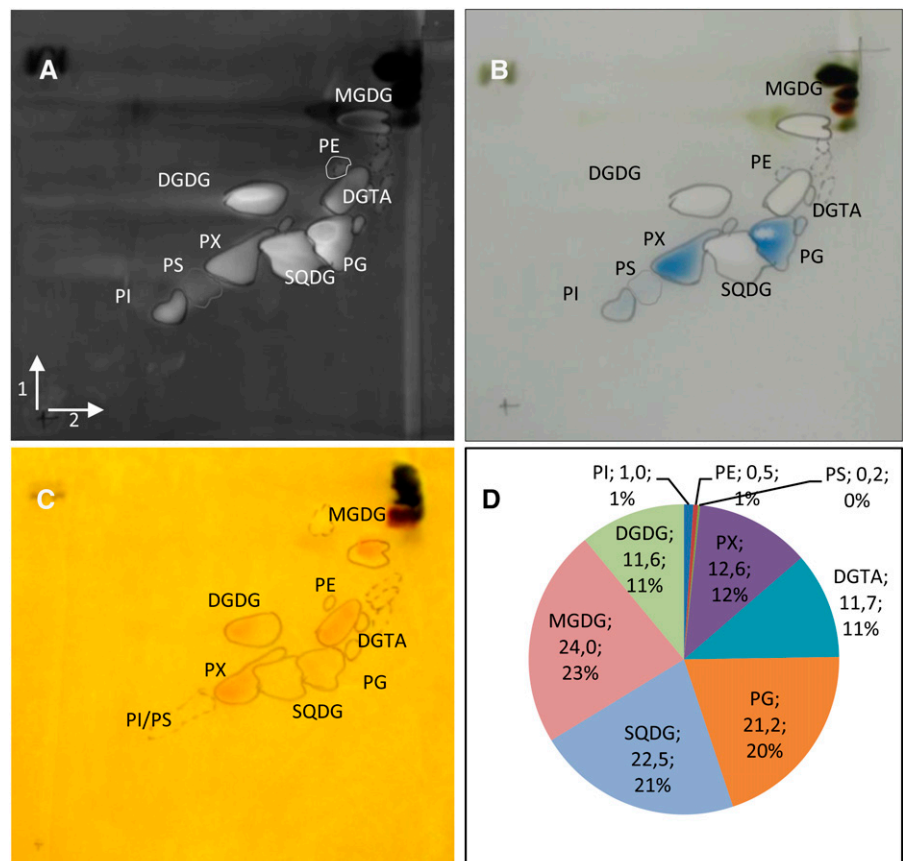 A
MGDG
PE
DGDG
DGTA
PX
PS
SQDG
PG
PI
1
2
B
MGDG
PE
DGDG
DGTA
PX
PS
PG
SQDG
PI
C
MGDG
PE
DGDG
DGTA
PX
PG
SQDG
PI/PS
D
PI; 1,0;
1%
PE; 0,5;
1%
PS; 0,2;
0%
DGDG;
11,6;
11%
PX;
12,6;
12%
DGTA;
11,7;
11%
MGDG;
24,0;
23%
PG;
21,2;
20%
SQDG;
22,5;
21%